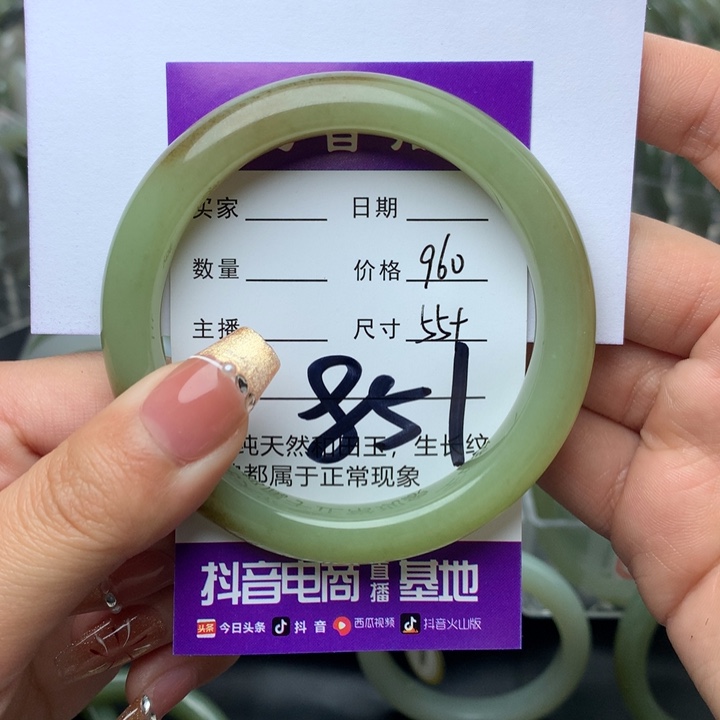 买家 日期
数量 价格 960
主播 尺寸 55+
851
纯天然和田玉，生长纹
都属于正常现象
抖音电商直播基地
头条 今日头条 抖音 西瓜视频 抖音火山版